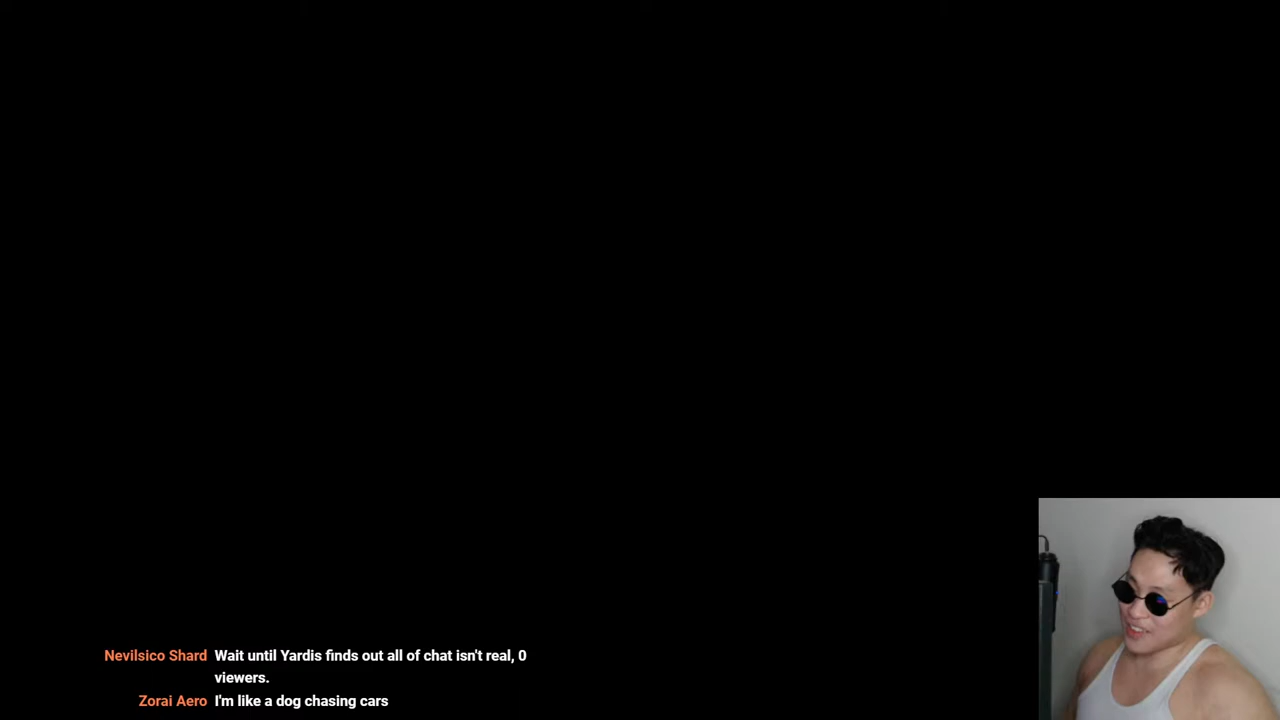 Nevilsico Shard Wait until Yardis finds out all of chat isn't real, 0
viewers.
Zorai Aero I'm like a dog chasing cars